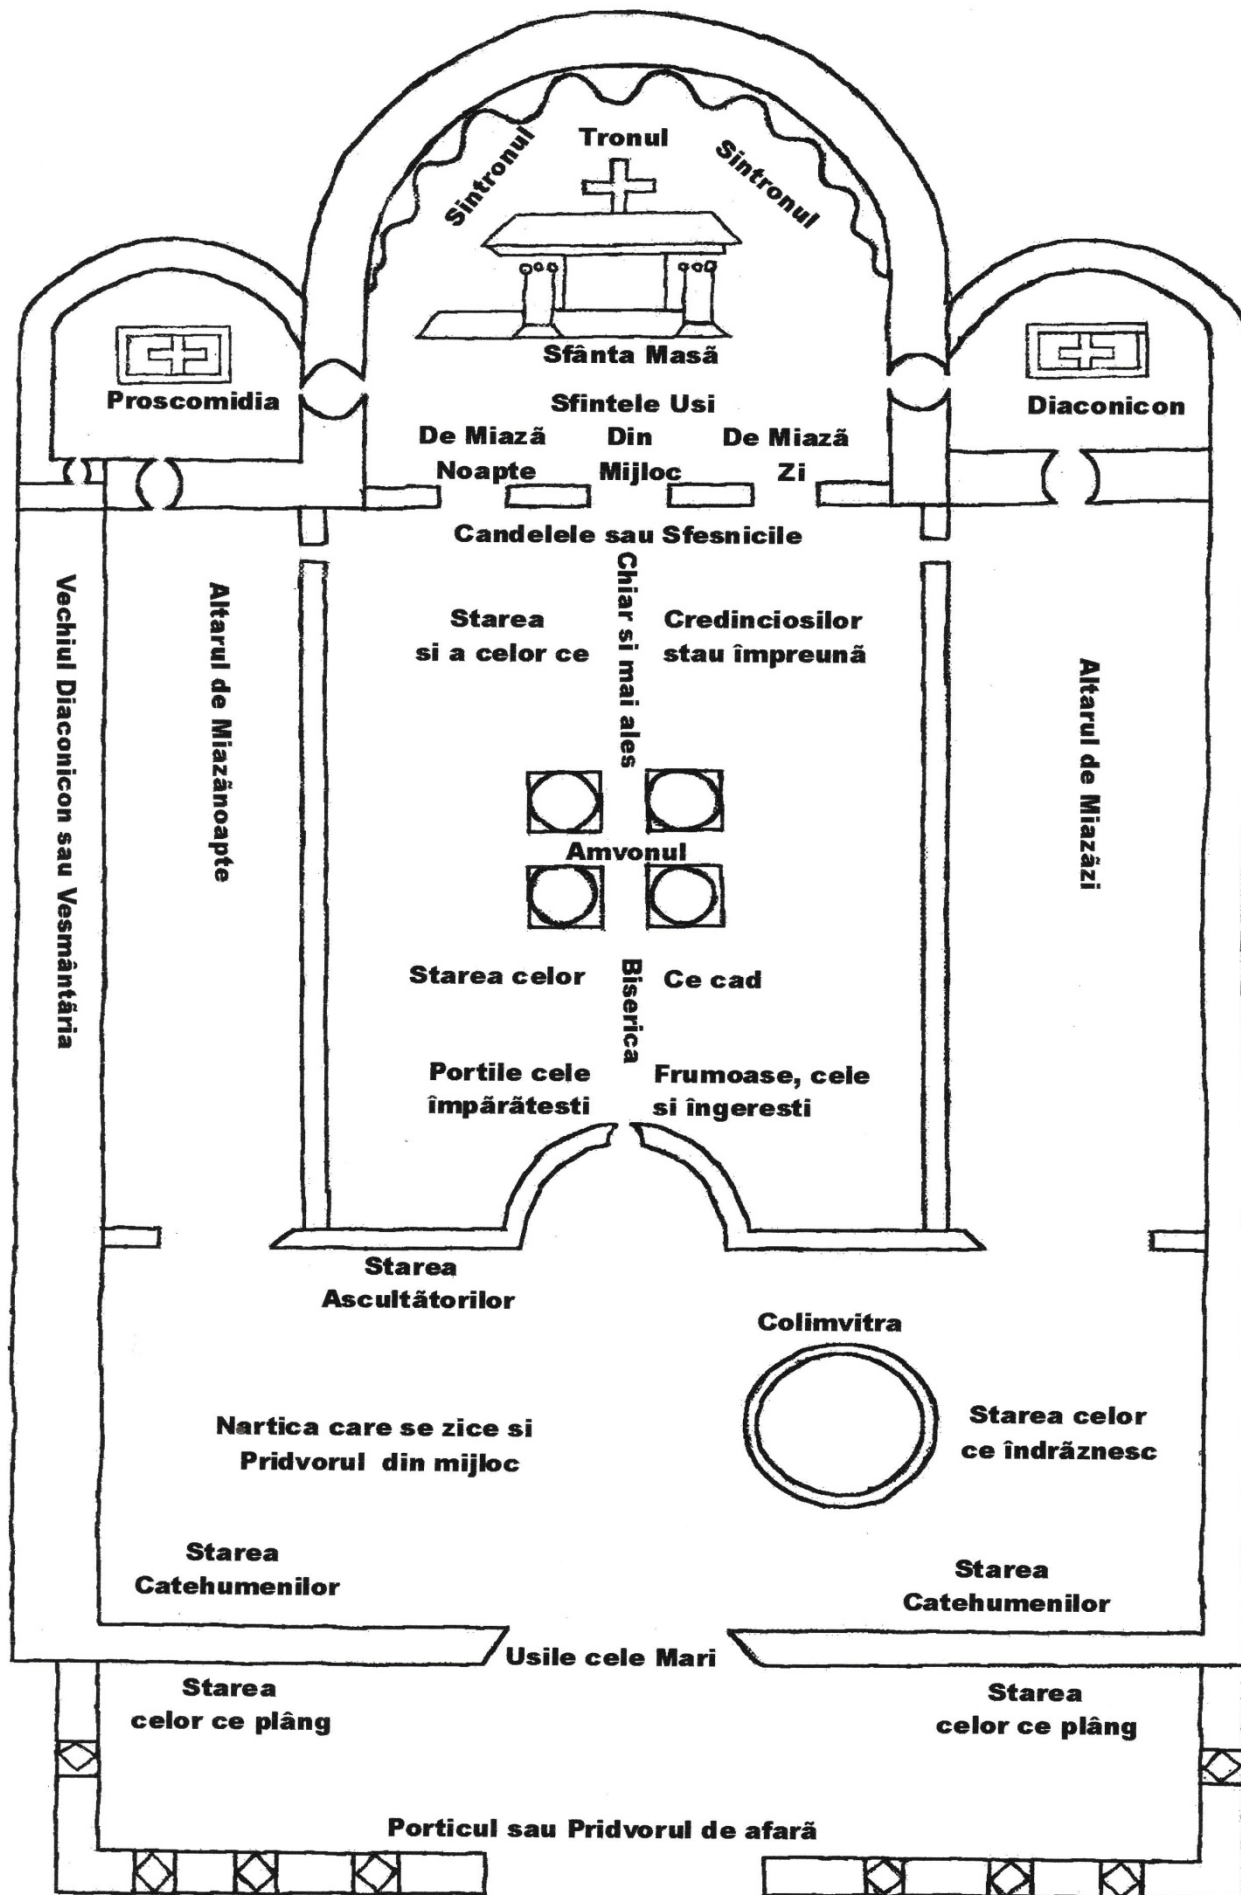 Tronul
Sintronul
Sintronul
Sfânta Masã
Proscomidia
Diaconicon
Sfintele Usi
De Miazã
Noapte
Din
Mijloc
De Miazã
Zi
Candelele sau Sfesnicile
Vechiul Diaconicon sau Vesmântãria
Altarul de Miazãnoapte
Chiar si mai ales
Starea
si a celor ce
Credinciosilor
stau împreunã
Altarul de Miazãzi
Amvonul
Starea celor
Ce cad
Biserica
Portile cele
împãrãtesti
Frumoase, cele
si îngeresti
Starea
Ascultãtorilor
Colimvitra
Nartica care se zice si
Pridvorul din mijloc
Starea celor
ce îndrãznesc
Starea
Catehumenilor
Starea
Catehumenilor
Usile cele Mari
Starea
celor ce plâng
Starea
celor ce plâng
Porticul sau Pridvorul de afarã